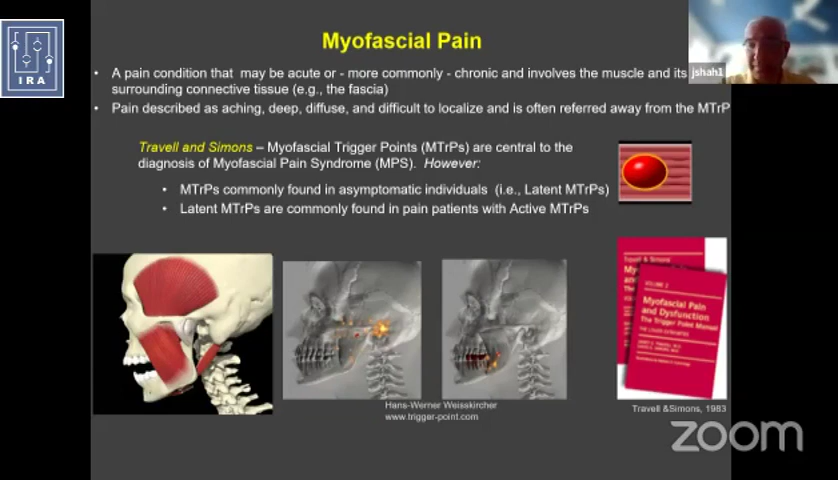 Myofascial Pain
• A pain condition that may be acute or - more commonly - chronic and involves the muscle and its
surrounding connective tissue (e.g., the fascia)
• Pain described as aching, deep, diffuse, and difficult to localize and is often referred away from the MTrP
jshah1
IRA
Travell and Simons – Myofascial Trigger Points (MTrPs) are central to the
diagnosis of Myofascial Pain Syndrome (MPS). However:
• MTrPs commonly found in asymptomatic individuals (i.e., Latent MTrPs)
• Latent MTrPs are commonly found in pain patients with Active MTrPs
Travell & Simons
VOLUME 2
Myofascial Pain
and Dysfunction
The Trigger Point Manual
Hans-Werner Weisskircher
www.trigger-point.com
Travell &Simons, 1983
zoom